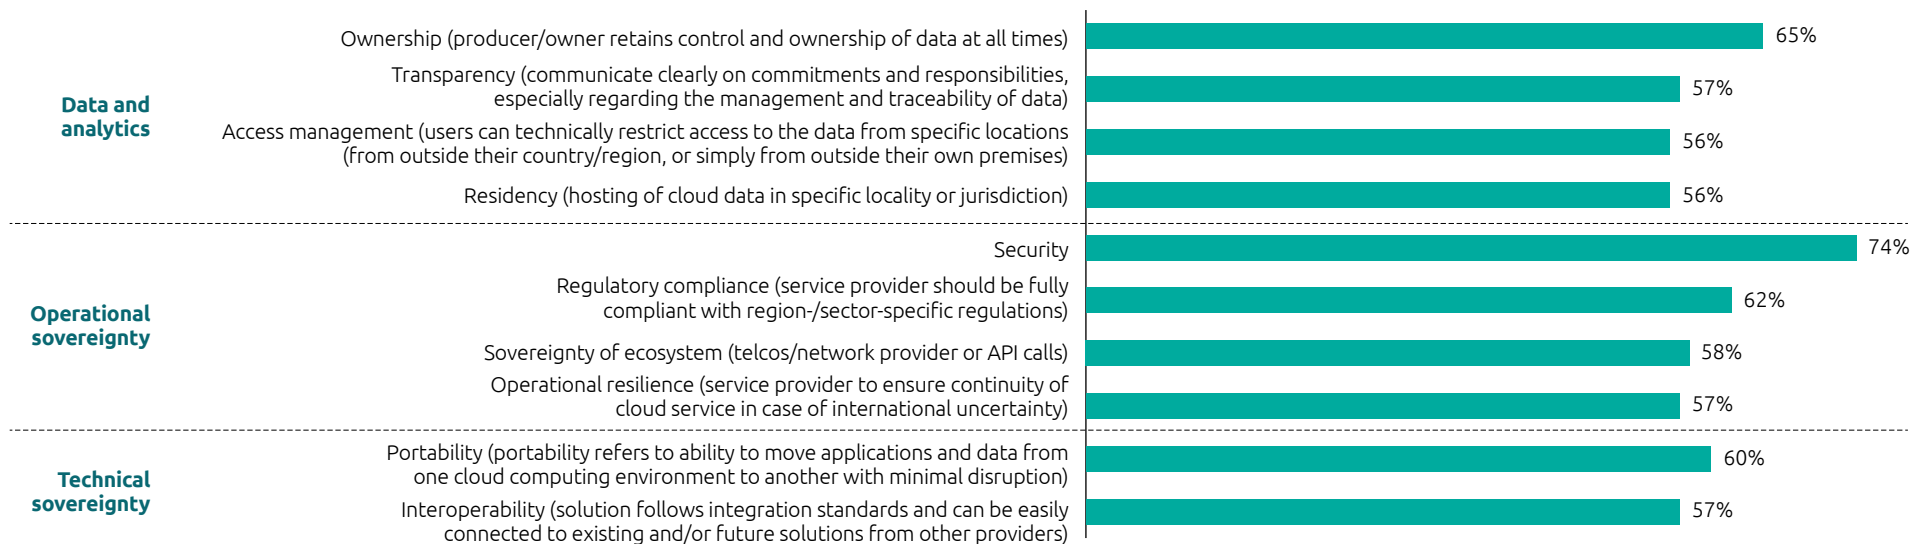 Data and
analytics
Ownership (producer/owner retains control and ownership of data at all times)
65%
Transparency (communicate clearly on commitments and responsibilities,
especially regarding the management and traceability of data)
57%
Access management (users can technically restrict access to the data from specific locations
(from outside their country/region, or simply from outside their own premises)
56%
Residency (hosting of cloud data in specific locality or jurisdiction)
56%
Operational
sovereignty
Security
74%
Regulatory compliance (service provider should be fully
compliant with region-/sector-specific regulations)
62%
Sovereignty of ecosystem (telcos/network provider or API calls)
58%
Operational resilience (service provider to ensure continuity of
cloud service in case of international uncertainty)
57%
Technical
sovereignty
Portability (portability refers to ability to move applications and data from
one cloud computing environment to another with minimal disruption)
60%
Interoperability (solution follows integration standards and can be easily
connected to existing and/or future solutions from other providers)
57%